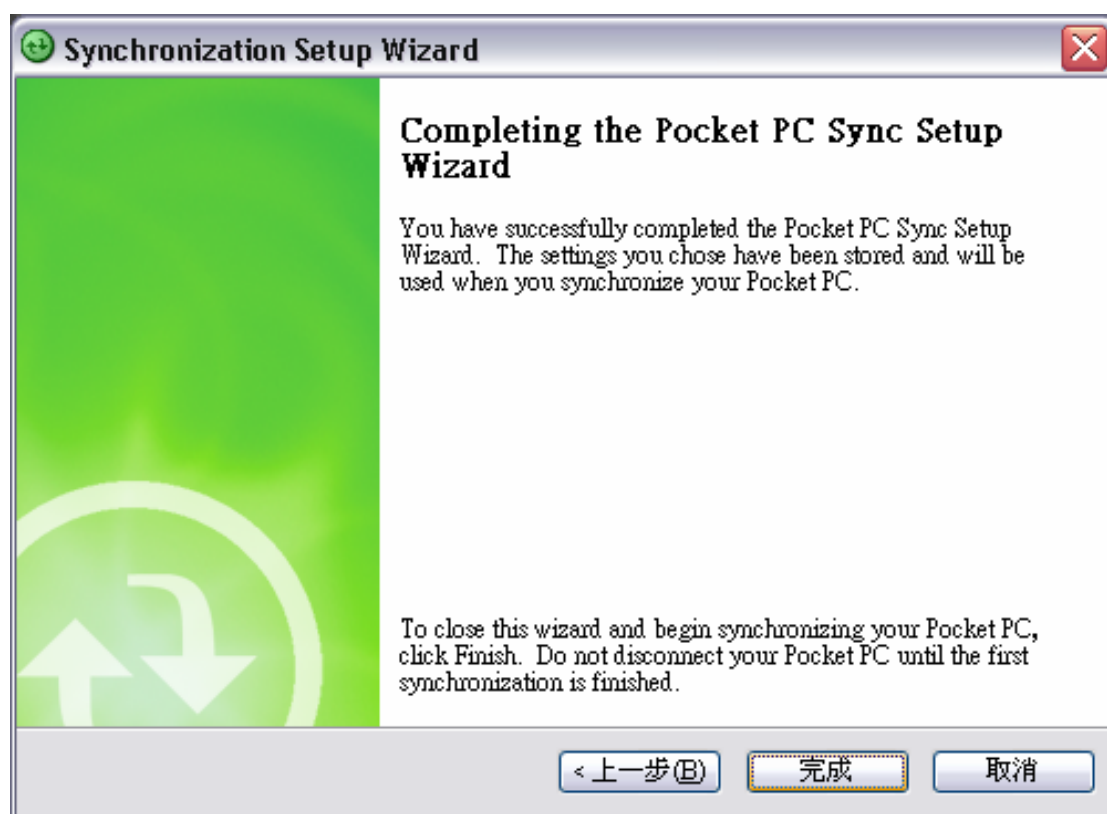 Synchronization Setup Wizard
Completing the Pocket PC Sync Setup
Wizard
You have successfully completed the Pocket PC Sync Setup
Wizard. The settings you chose have been stored and will be
used when you synchronize your Pocket PC.
To close this wizard and begin synchronizing your Pocket PC,
click Finish. Do not disconnect your Pocket PC until the first
synchronization is finished.
<上一步(B) 完成 取消